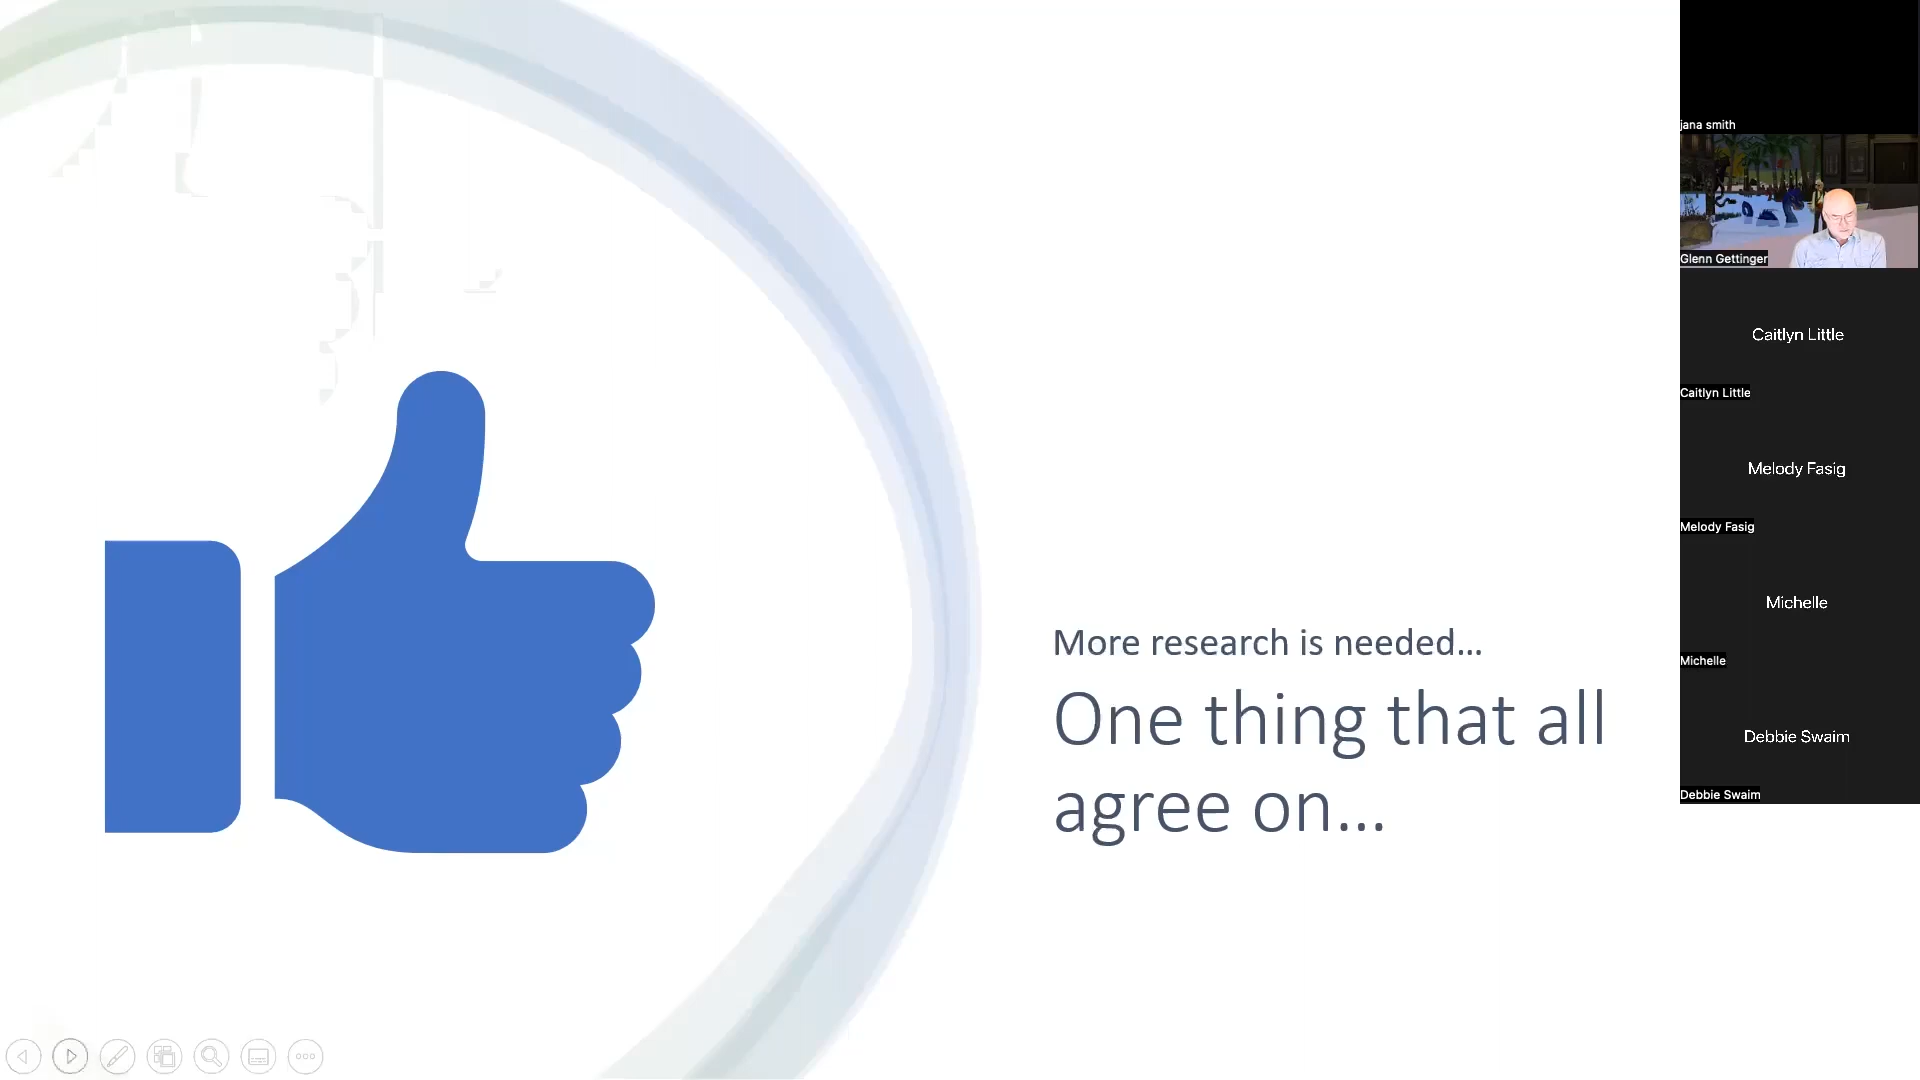 More research is needed...
One thing that all
agree on...
jana smith
Glenn Gettinger
Caitlyn Little
Caitlyn Little
Melody Fasig
Melody Fasig
Michelle
Michelle
Debbie Swaim
Debbie Swaim